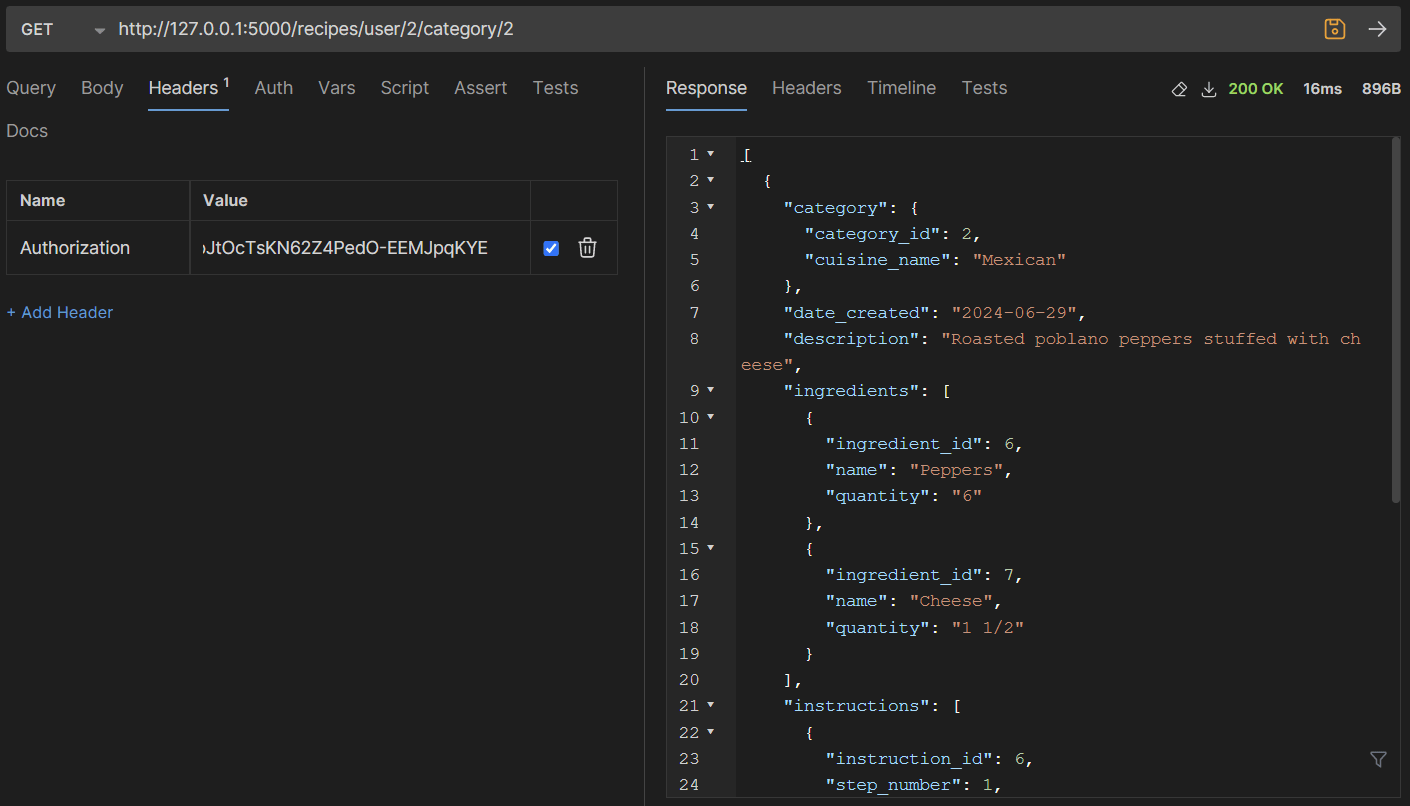 GET http://127.0.0.1:5000/recipes/user/2/category/2
Query Body Headers 1 Auth Vars Script Assert Tests
Docs
Name Value
Authorization JtOcTsKN62Z4PedO-EEMJpqKYE
+ Add Header
Response Headers Timeline Tests 200 OK 16ms 896B
1 [
2 {
3 "category": {
4 "category_id": 2,
5 "cuisine_name": "Mexican"
6 },
7 "date_created": "2024-06-29",
8 "description": "Roasted poblano peppers stuffed with ch
eese",
9 "ingredients": [
10 {
11 "ingredient_id": 6,
12 "name": "Peppers",
13 "quantity": "6"
14 },
15 {
16 "ingredient_id": 7,
17 "name": "Cheese",
18 "quantity": "1 1/2"
19 }
20 ],
21 "instructions": [
22 {
23 "instruction_id": 6,
24 "step_number": 1,